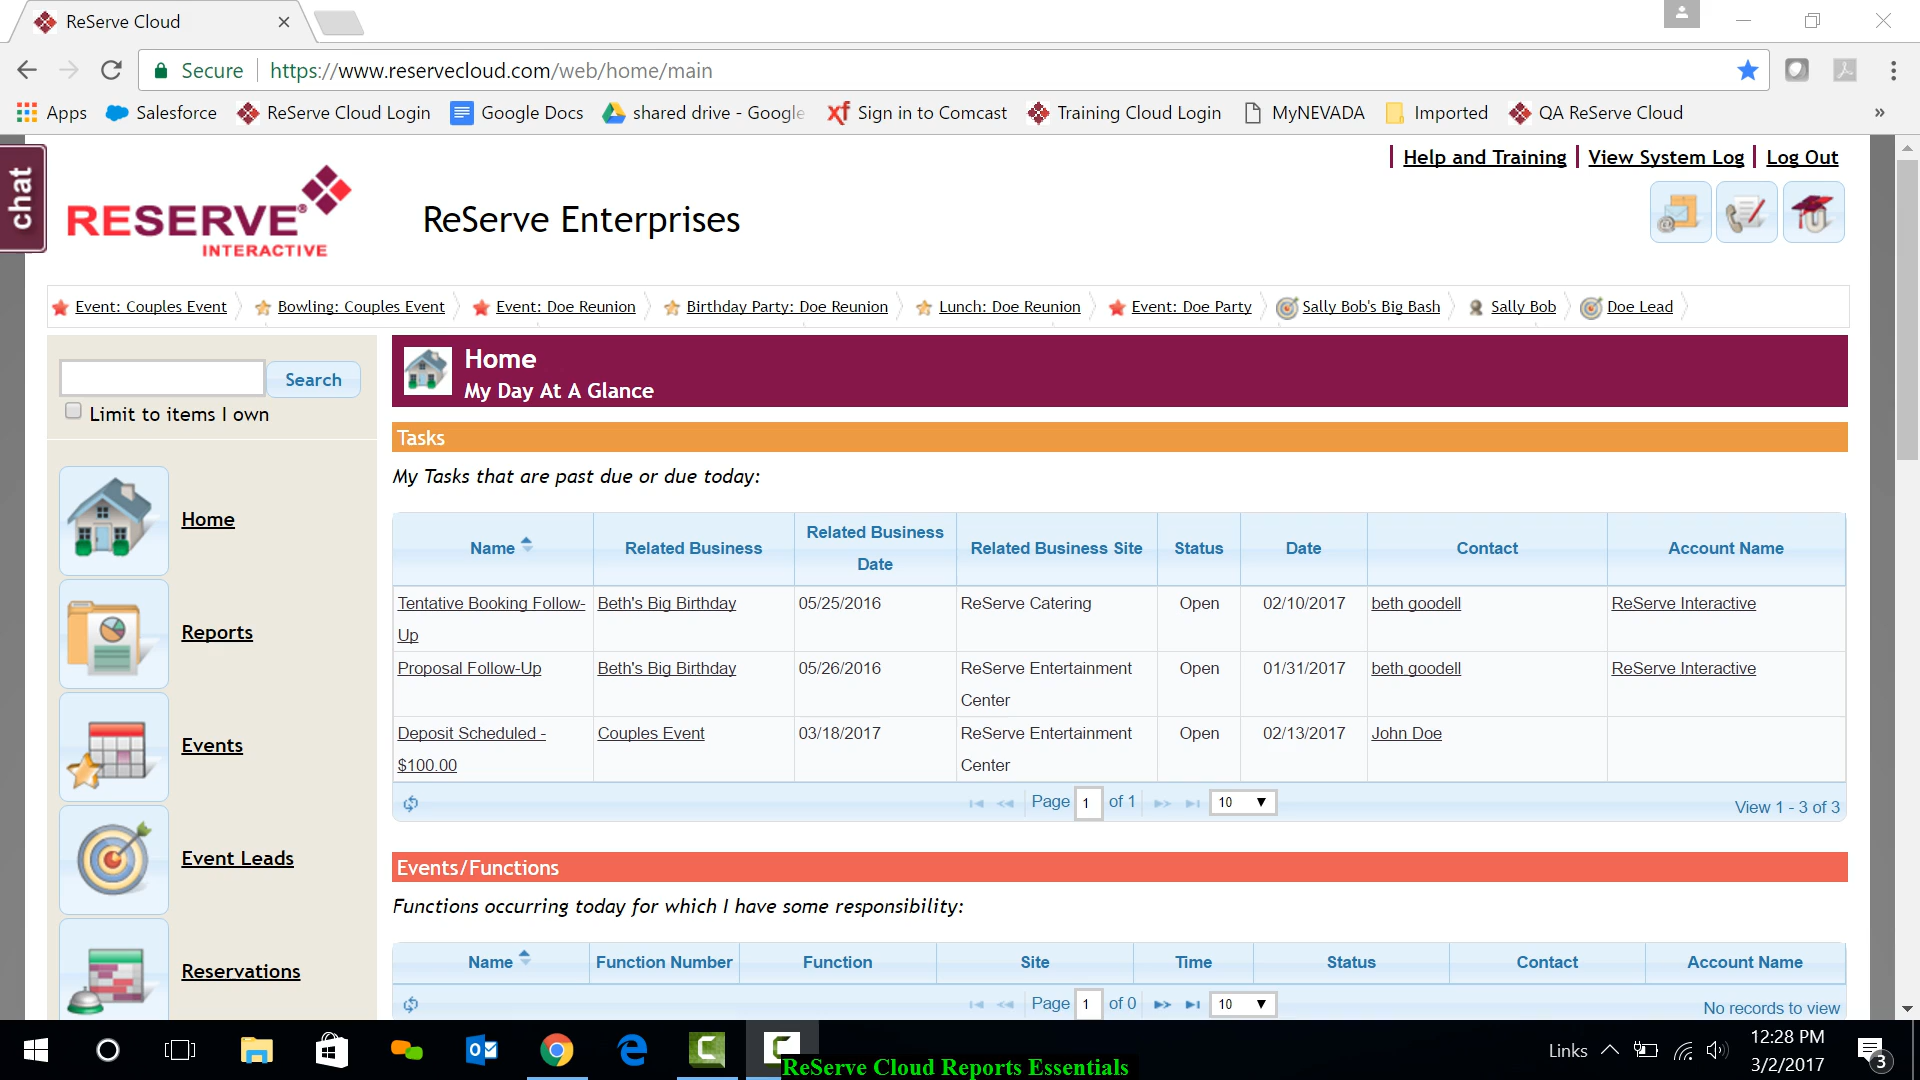 ReServe Cloud
Secure https://www.reservecloud.com/web/home/main
Apps Salesforce ReServe Cloud Login Google Docs shared drive - Google Sign in to Comcast Training Cloud Login MyNEVADA Imported QA ReServe Cloud »
chat
Help and Training View System Log Log Out
RESERVE®
INTERACTIVE
ReServe Enterprises
Event: Couples Event Bowling: Couples Event Event: Doe Reunion Birthday Party: Doe Reunion Lunch: Doe Reunion Event: Doe Party Sally Bob's Big Bash Sally Bob Doe Lead
Search
Limit to items I own
Home
Reports
Events
Event Leads
Reservations
Home
My Day At A Glance
Tasks
My Tasks that are past due or due today:
Name Related Business Related Business Date Related Business Site Status Date Contact Account Name
Tentative Booking Follow-Up Beth's Big Birthday 05/25/2016 ReServe Catering Open 02/10/2017 beth goodell ReServe Interactive
Proposal Follow-Up Beth's Big Birthday 05/26/2016 ReServe Entertainment Center Open 01/31/2017 beth goodell ReServe Interactive
Deposit Scheduled - $100.00 Couples Event 03/18/2017 ReServe Entertainment Center Open 02/13/2017 John Doe
Page 1 of 1 10 View 1 - 3 of 3
Events/Functions
Functions occurring today for which I have some responsibility:
Name Function Number Function Site Time Status Contact Account Name
Page 1 of 0 10 No records to view
Links 12:28 PM
3/2/2017
3
ReServe Cloud Reports Essentials